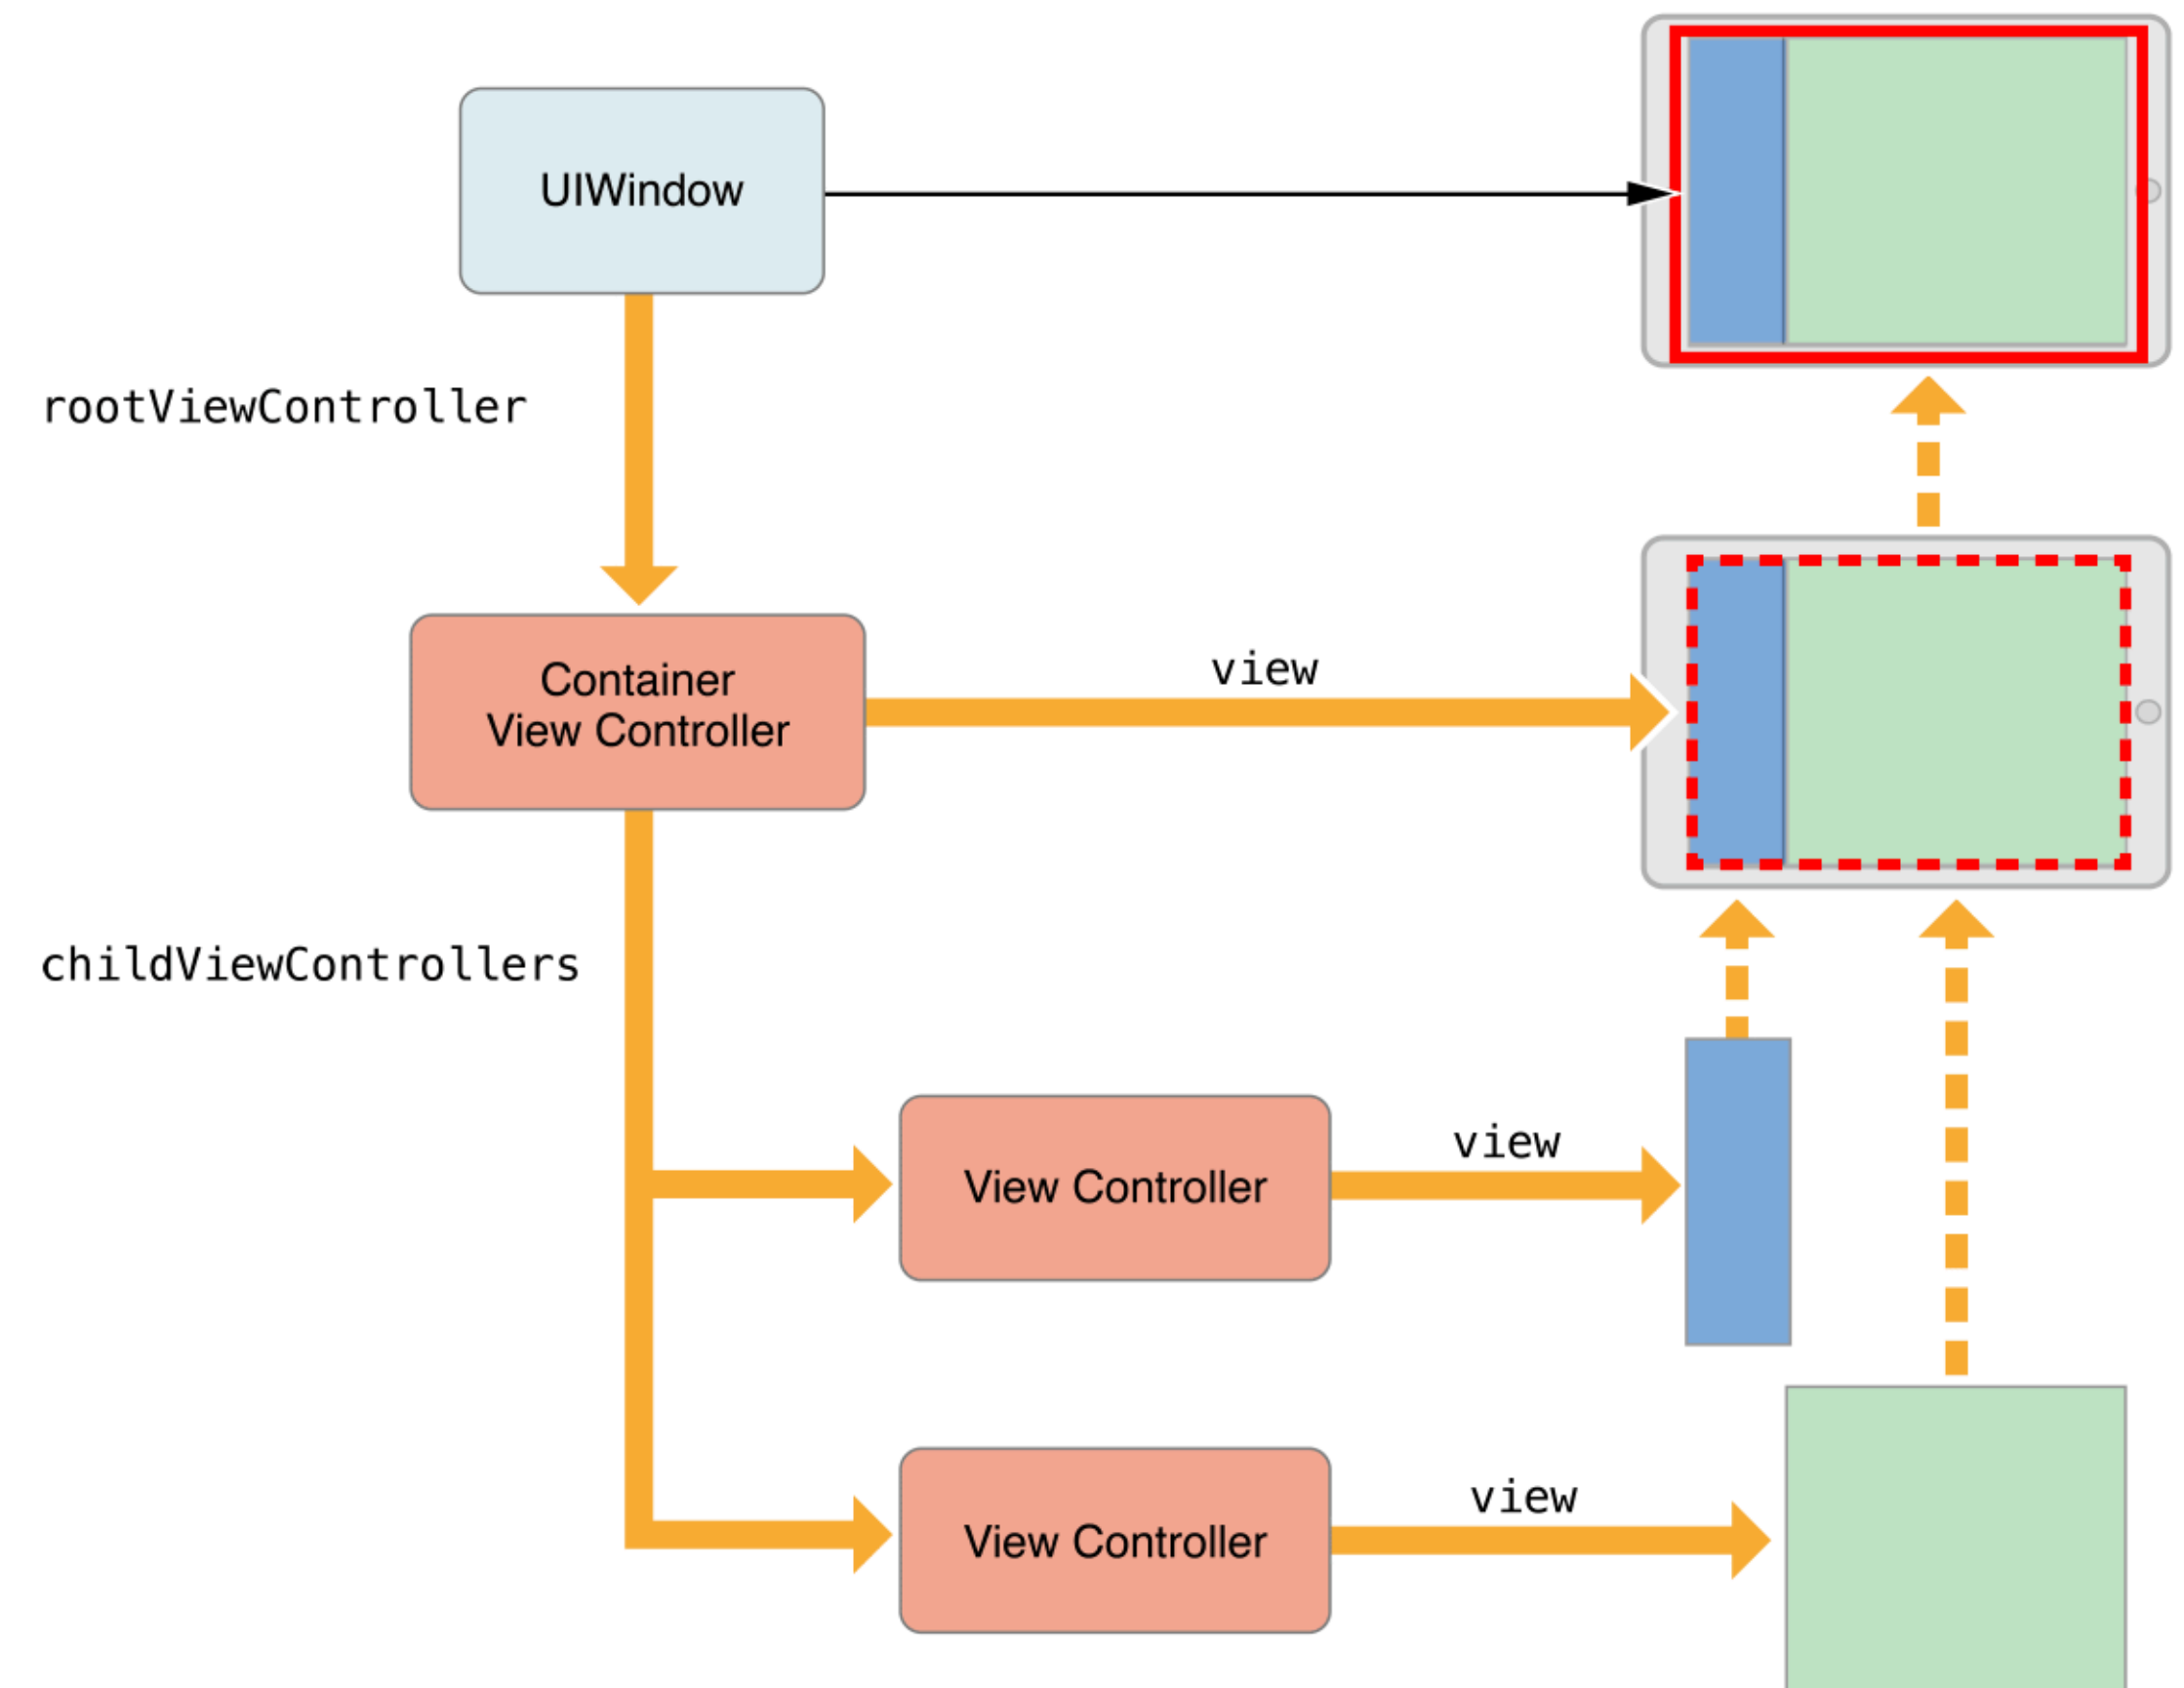 UIWindow
rootViewController
Container
View Controller
view
childViewControllers
View Controller
view
View Controller
view